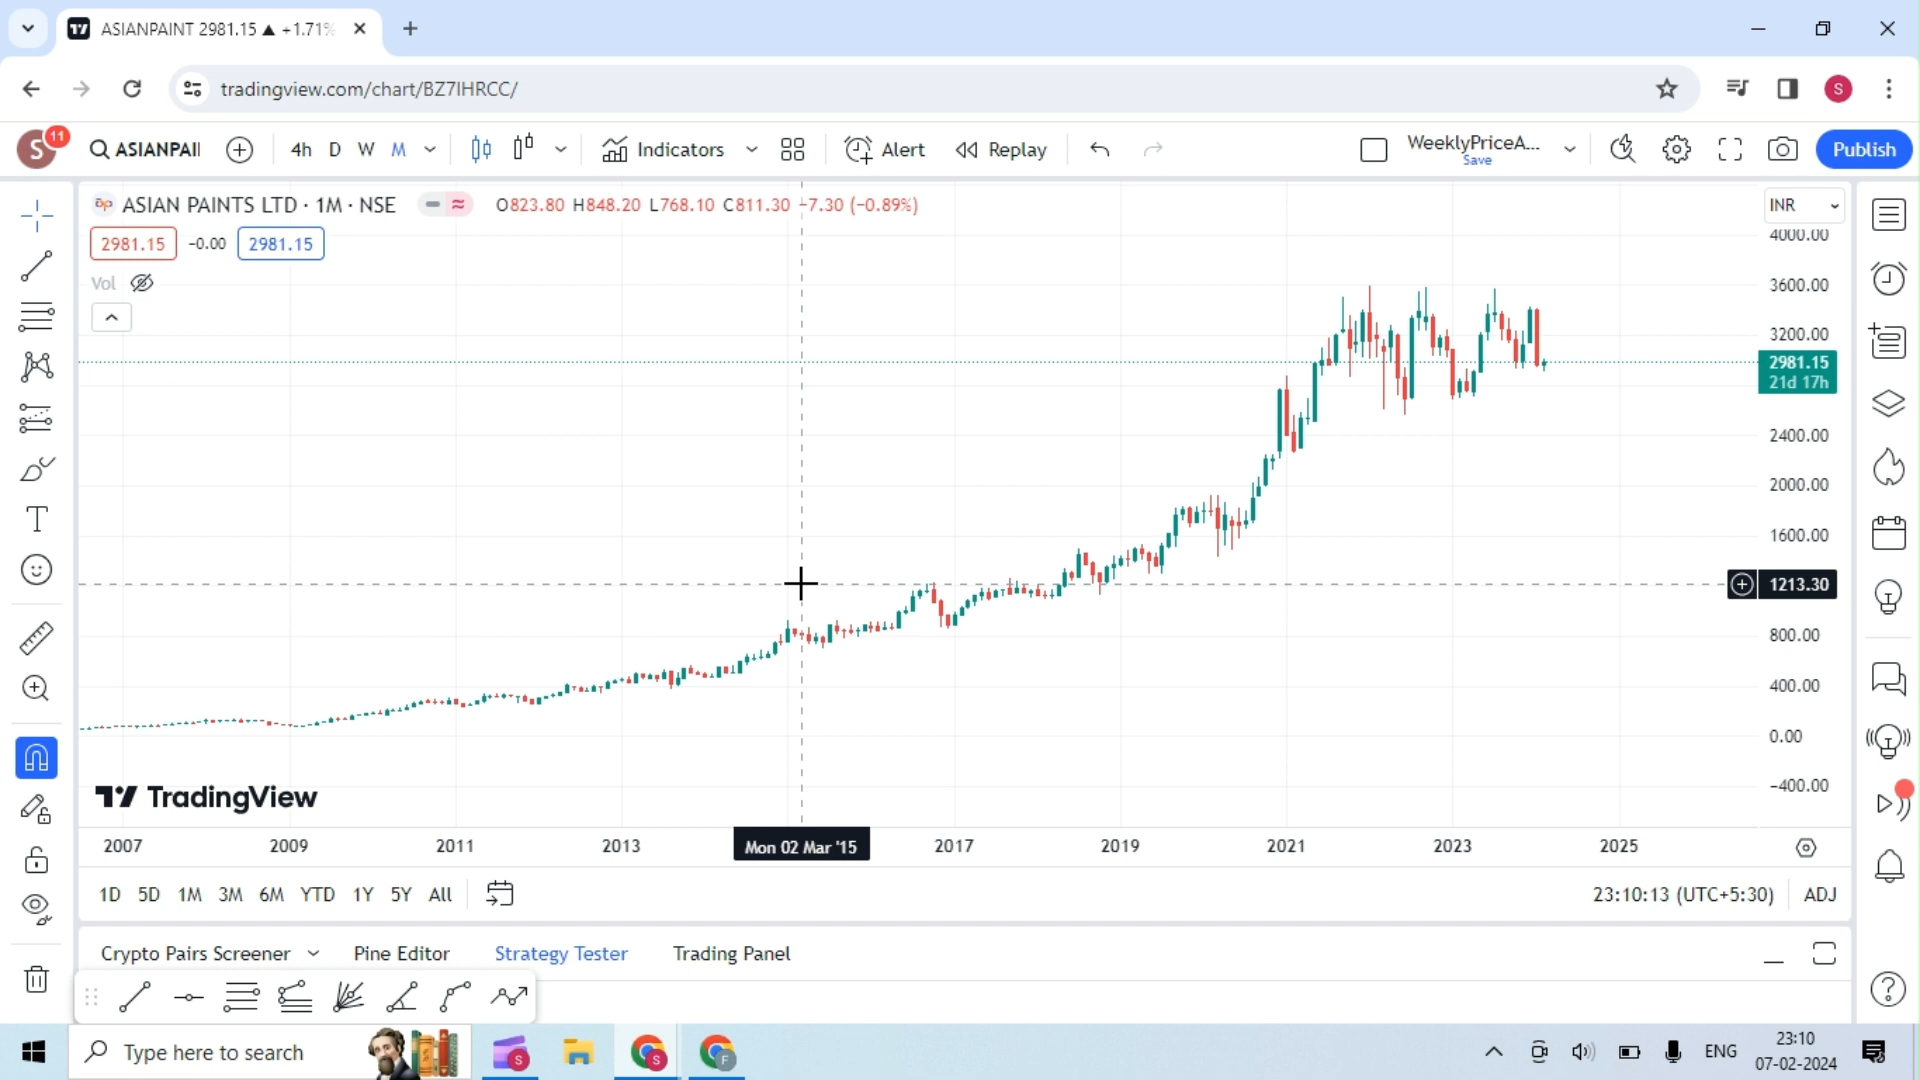 ASIANPAINT 2981.15 ▲ +1.71%
tradingview.com/chart/BZ7IHRCC/
S
S
11
ASIANPAII
4h D W M
Indicators
Alert
Replay
WeeklyPriceA...
Save
Publish
ASIAN PAINTS LTD · 1M · NSE
O823.80 H848.20 L768.10 C811.30 −7.30 (−0.89%)
INR
2981.15 −0.00 2981.15
Vol
4000.00
3600.00
3200.00
2981.15
21d 17h
2400.00
2000.00
1600.00
1213.30
800.00
400.00
0.00
−400.00
TradingView
2007 2009 2011 2013 Mon 02 Mar '15 2017 2019 2021 2023 2025
1D 5D 1M 3M 6M YTD 1Y 5Y All
23:10:13 (UTC+5:30) ADJ
Crypto Pairs Screener Pine Editor Strategy Tester Trading Panel
Type here to search
S
S
F
ENG
23:10
07-02-2024